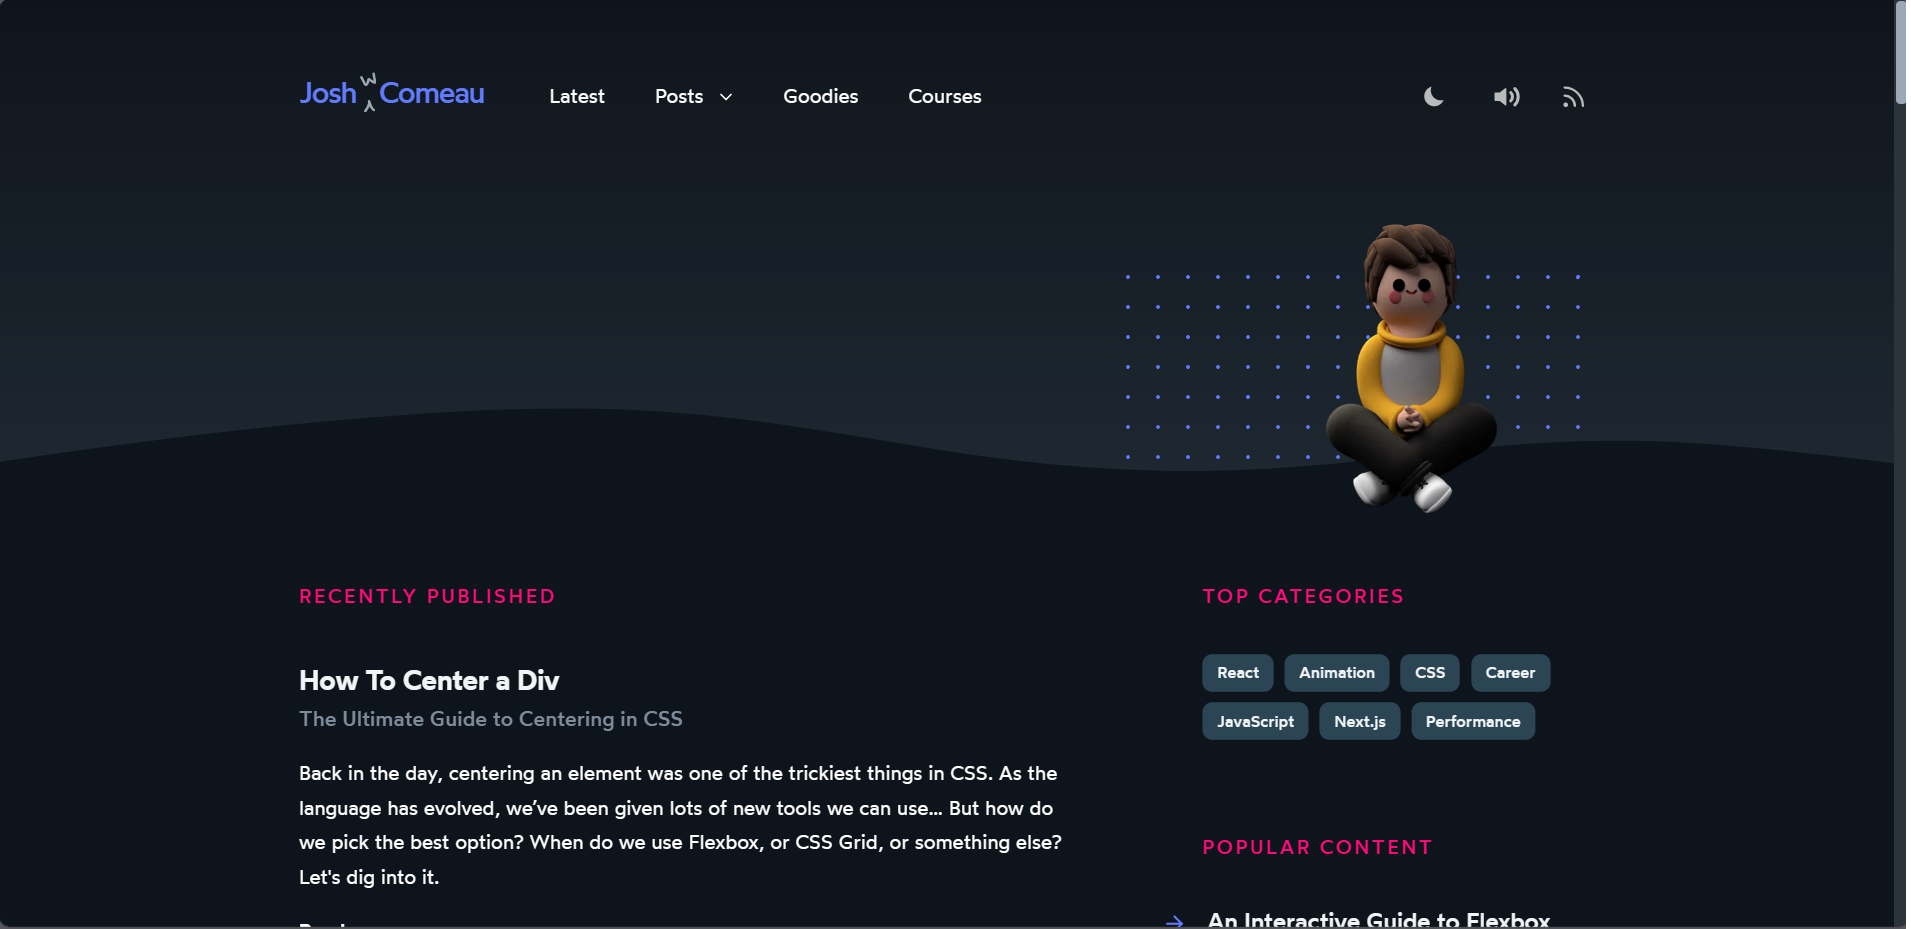 Josh W Comeau
Latest
Posts
Goodies
Courses
RECENTLY PUBLISHED
How To Center a Div
The Ultimate Guide to Centering in CSS
Back in the day, centering an element was one of the trickiest things in CSS. As the
language has evolved, we’ve been given lots of new tools we can use… But how do
we pick the best option? When do we use Flexbox, or CSS Grid, or something else?
Let's dig into it.
TOP CATEGORIES
React
Animation
CSS
Career
JavaScript
Next.js
Performance
POPULAR CONTENT
An Interactive Guide to Flexbox